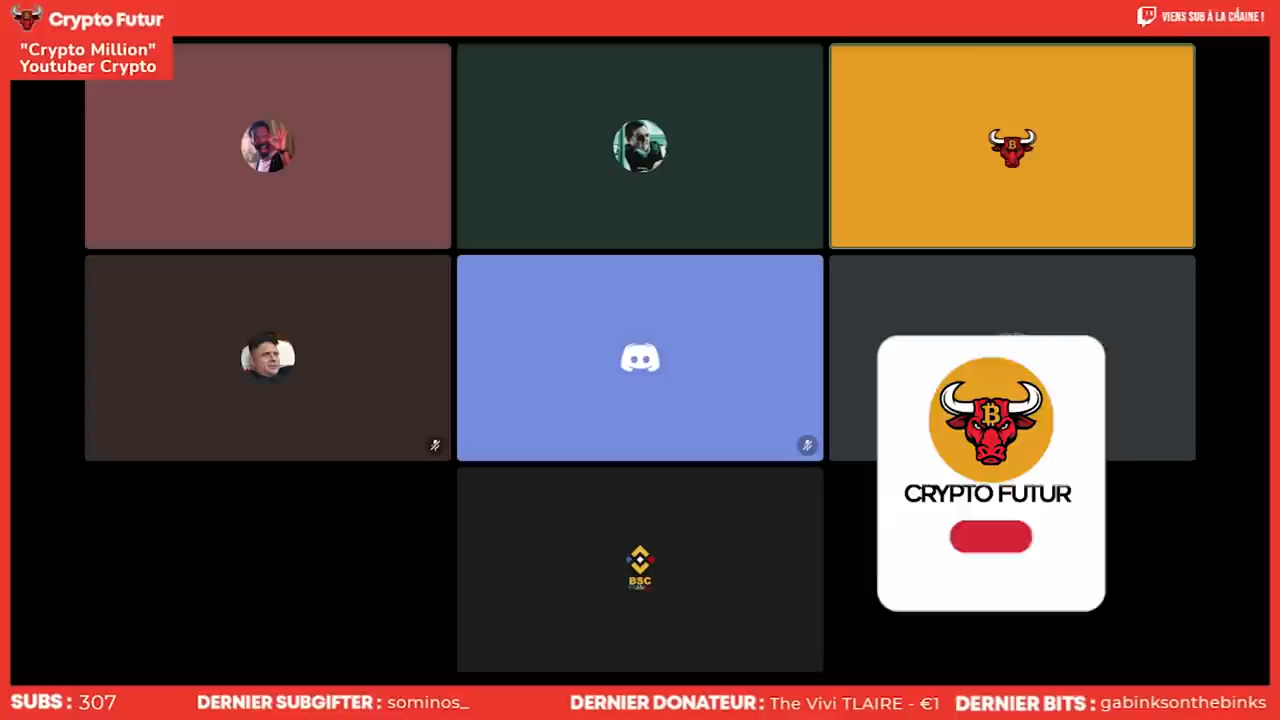 Crypto Futur
VIENS SUB À LA CHAINE !
"Crypto Million"
Youtuber Crypto
CRYPTO FUTUR
BSC
SUBS : 307
DERNIER SUBGIFTER : sominos_
DERNIER DONATEUR : The Vivi TLAIRE - €1
DERNIER BITS : gabinksonthebinks